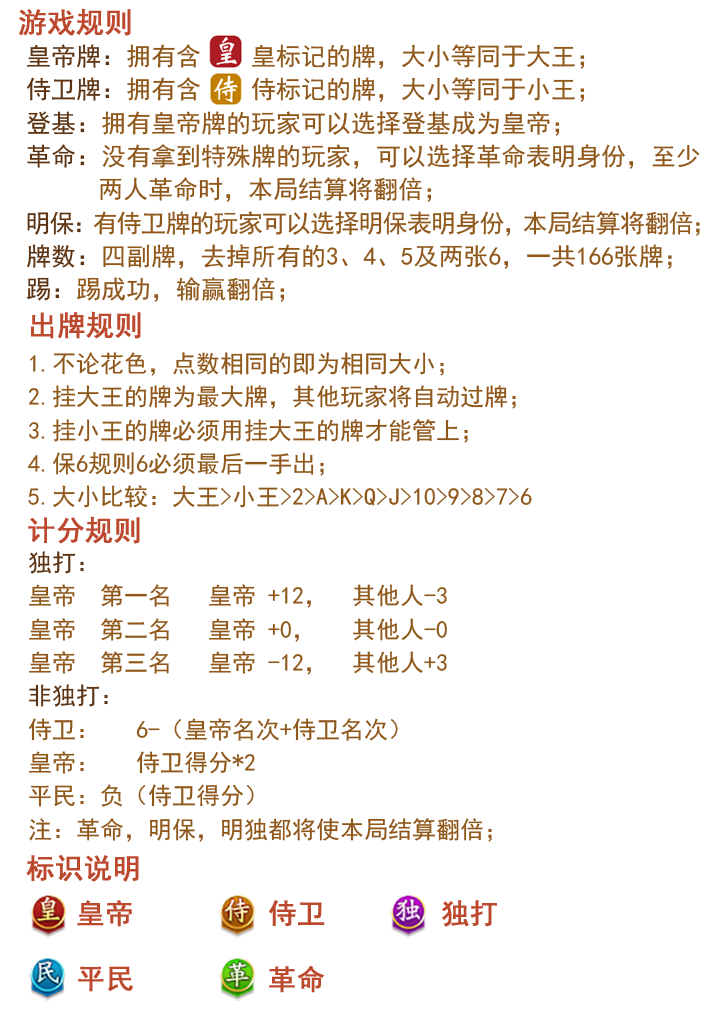 游戏规则
皇帝牌：拥有含 皇 皇标记的牌，大小等同于大王；
侍卫牌：拥有含 侍 侍标记的牌，大小等同于小王；
登基：拥有皇帝牌的玩家可以选择登基成为皇帝；
革命：没有拿到特殊牌的玩家，可以选择革命表明身份，至少
两人革命时，本局结算将翻倍；
明保：有侍卫牌的玩家可以选择明保表明身份，本局结算将翻倍；
牌数：四副牌，去掉所有的3、4、5及两张6，一共166张牌；
踢：踢成功，输赢翻倍；
出牌规则
1.不论花色，点数相同的即为相同大小；
2.挂大王的牌为最大牌，其他玩家将自动过牌；
3.挂小王的牌必须用挂大王的牌才能管上；
4.保6规则6必须最后一手出；
5.大小比较：大王>小王>2>A>K>Q>J>10>9>8>7>6
计分规则
独打：
皇帝 第一名 皇帝 +12， 其他人-3
皇帝 第二名 皇帝 +0， 其他人-0
皇帝 第三名 皇帝 -12， 其他人+3
非独打：
侍卫： 6-（皇帝名次+侍卫名次）
皇帝： 侍卫得分*2
平民：负（侍卫得分）
注：革命，明保，明独都将使本局结算翻倍；
标识说明
皇 皇帝 侍 侍卫 独 独打
民 平民 革 革命